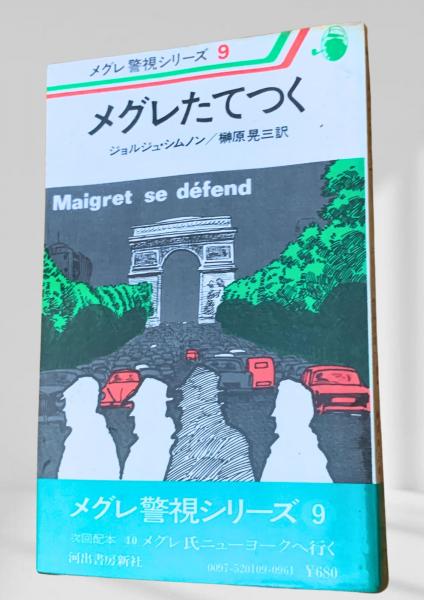 メグレ警視シリーズ 9
メグレたてつく
ジョルジュ・シムノン/榊原晃三訳
Maigret se défend
メグレ警視シリーズ 9
次回配本 10 メグレ氏ニューヨークへ行く
河出書房新社 0097-520109-0961 ¥680